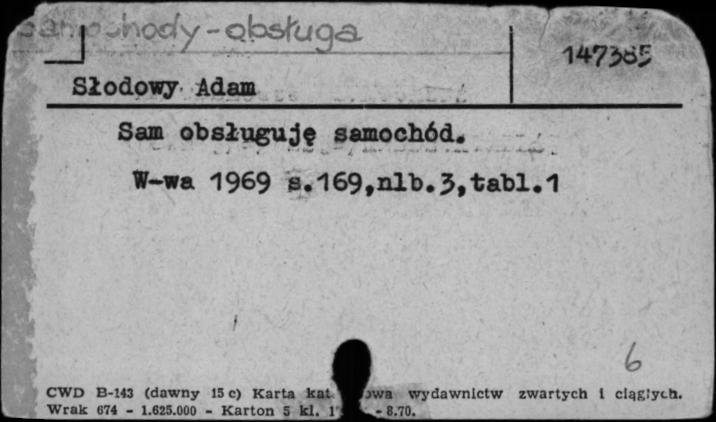 samochody - obsługa
147385
Słodowy Adam
Sam obsługuję samochód.
W-wa 1969 s.169,nlb.3,tabl.1
6
CWD B-143 (dawny 15 c) Karta kat. wydawnictw zwartych i ciągłych.
Wrak 674 - 1.625.000 - Karton 5 kl. - 8.70.